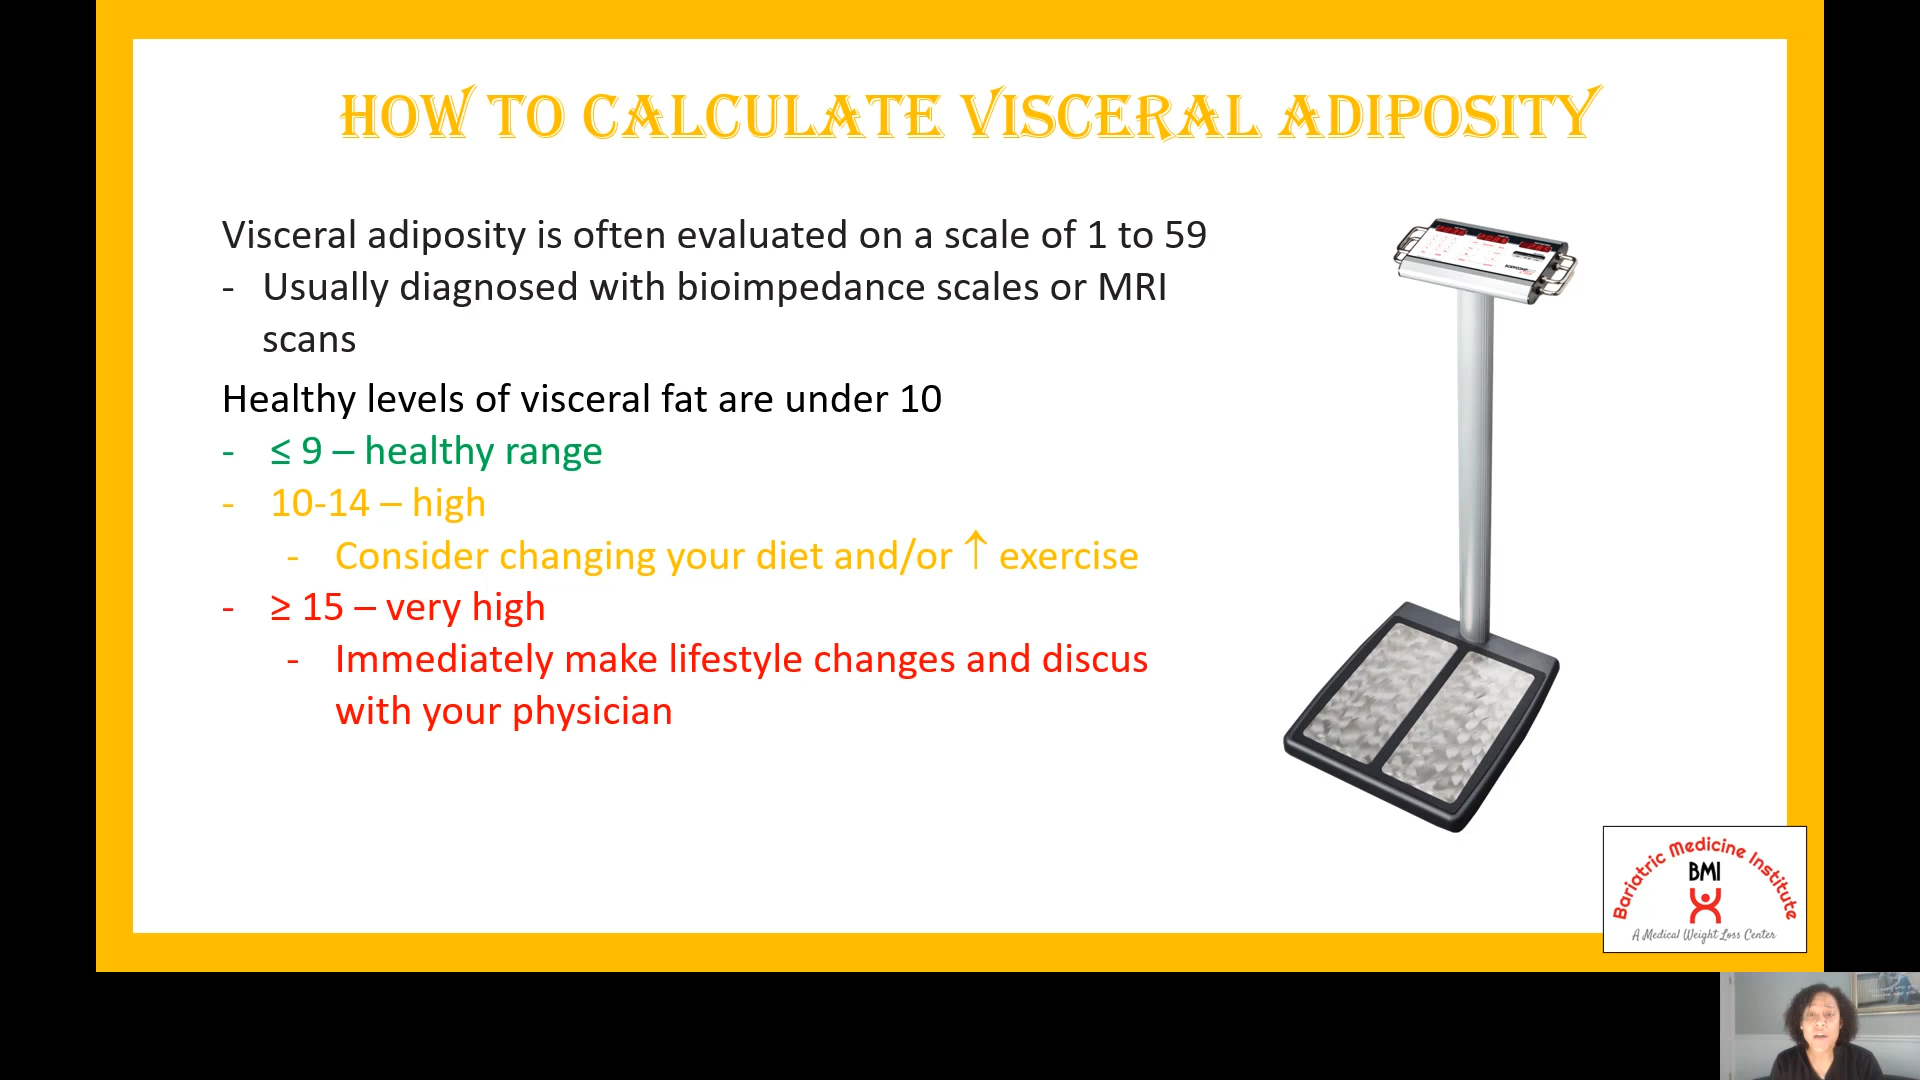 HOW TO CALCULATE VISCERAL ADIPOSITY
Visceral adiposity is often evaluated on a scale of 1 to 59
- Usually diagnosed with bioimpedance scales or MRI
scans
Healthy levels of visceral fat are under 10
- ≤ 9 – healthy range
- 10-14 – high
- Consider changing your diet and/or ↑ exercise
- ≥ 15 – very high
- Immediately make lifestyle changes and discus
with your physician
Bariatric Medicine Institute
BMI
A Medical Weight Loss Center